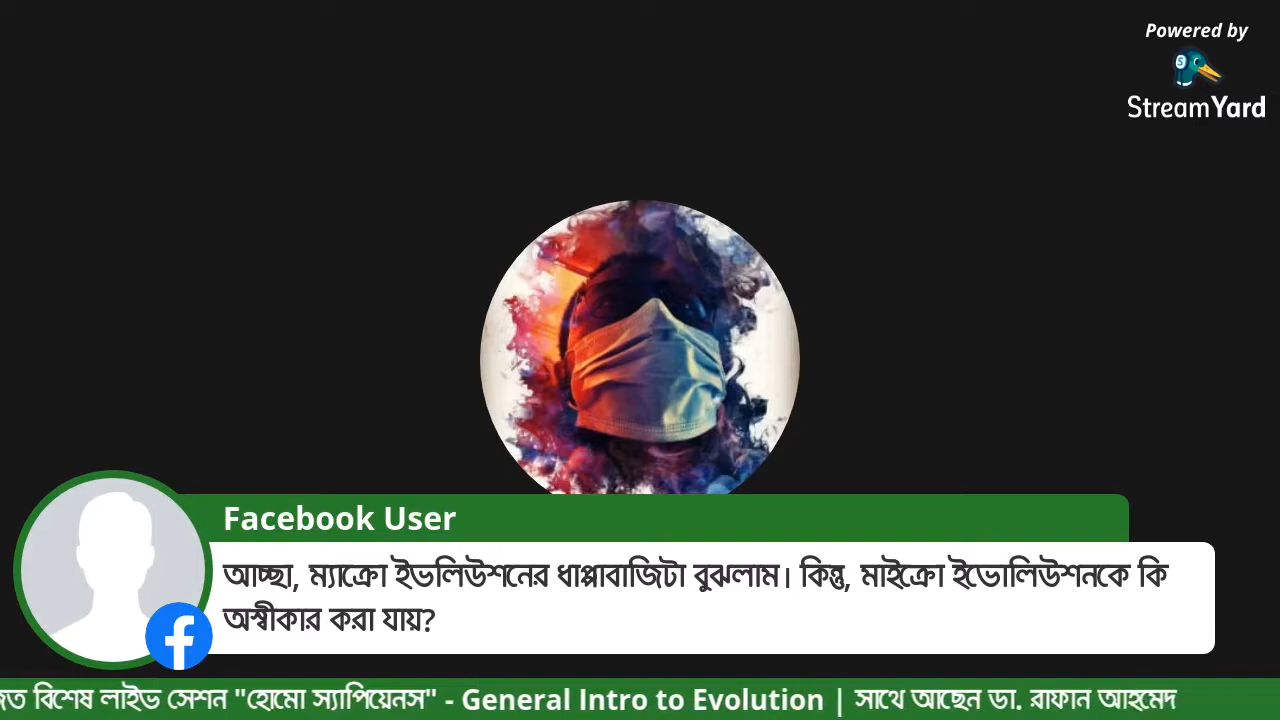 Powered by
StreamYard
Facebook User
আচ্ছা, ম্যাক্রো ইভলিউশনের ধাপ্পাবাজিটা বুঝলাম। কিন্তু, মাইক্রো ইভোলিউশনকে কি
অস্বীকার করা যায়?
বিশেষ লাইভ সেশন "হোমো স্যাপিয়েনস" - General Intro to Evolution | সাথে আছেন ডা. রাফান আহমেদ